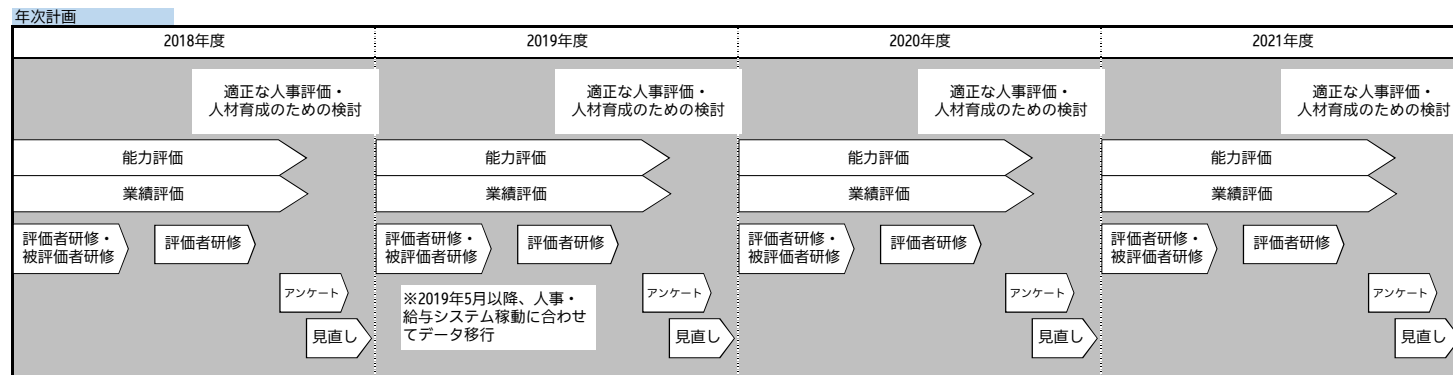 年次計画
2018年度
2019年度
2020年度
2021年度
適正な人事評価・
人材育成のための検討
適正な人事評価・
人材育成のための検討
適正な人事評価・
人材育成のための検討
適正な人事評価・
人材育成のための検討
能力評価
能力評価
能力評価
能力評価
業績評価
業績評価
業績評価
業績評価
評価者研修・
被評価者研修
評価者研修
評価者研修・
被評価者研修
評価者研修
評価者研修・
被評価者研修
評価者研修
評価者研修・
被評価者研修
評価者研修
アンケート
※2019年5月以降、人事・
給与システム稼動に合わせ
てデータ移行
アンケート
アンケート
アンケート
見直し
見直し
見直し
見直し